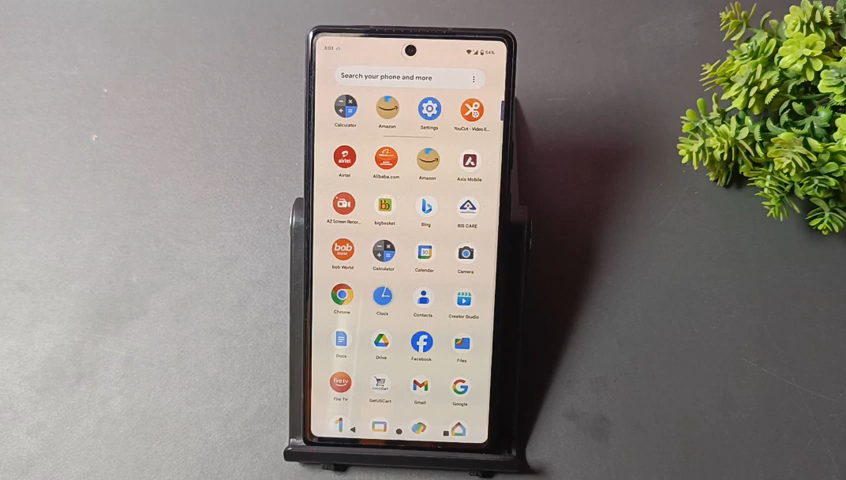 64%
Search your phone and more
Calculator Amazon Settings YouCut - Video E...
Airtel Alibaba.com Amazon Axis Mobile
AZ Screen Recor... bigbasket Bing BIS CARE
bob World Calculator Calendar Camera
Chrome Clock Contacts Creator Studio
Docs Drive Facebook Files
Fire TV Gmail Google